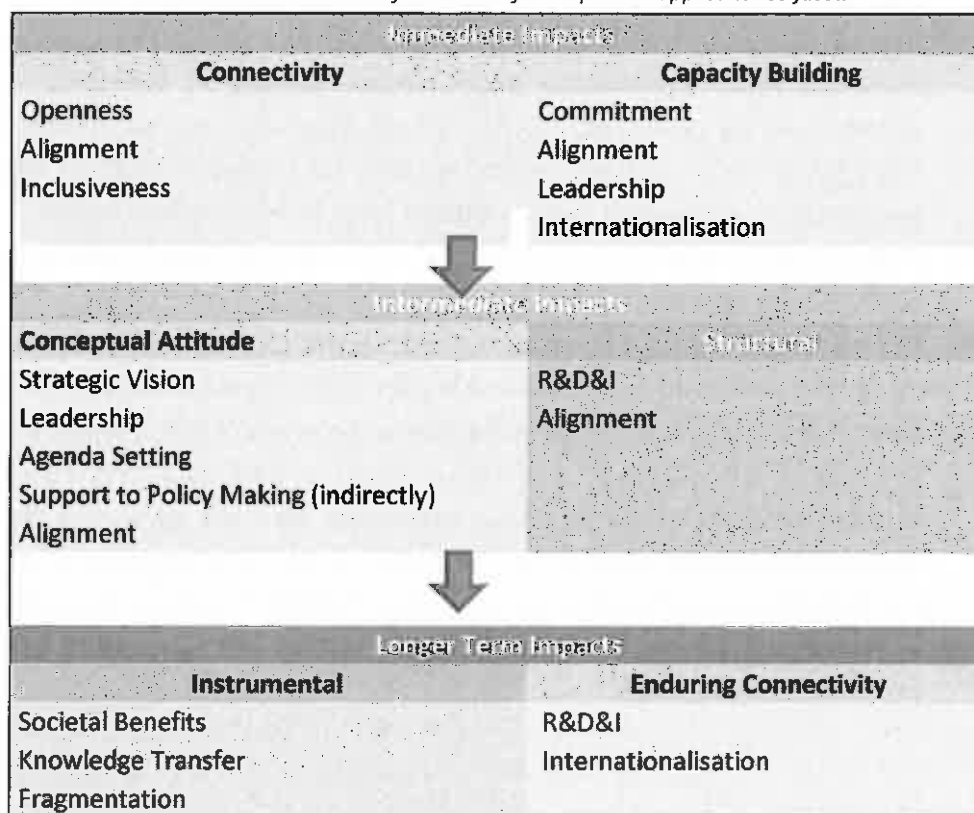 Immediate Impacts
Connectivity
Openness
Alignment
Inclusiveness
Capacity Building
Commitment
Alignment
Leadership
Internationalisation
Intermediate Impacts
Conceptual Attitude
Strategic Vision
Leadership
Agenda Setting
Support to Policy Making (indirectly)
Alignment
Structural
R&D&I
Alignment
Longer Term Impacts
Instrumental
Societal Benefits
Knowledge Transfer
Fragmentation
Enduring Connectivity
R&D&I
Internationalisation